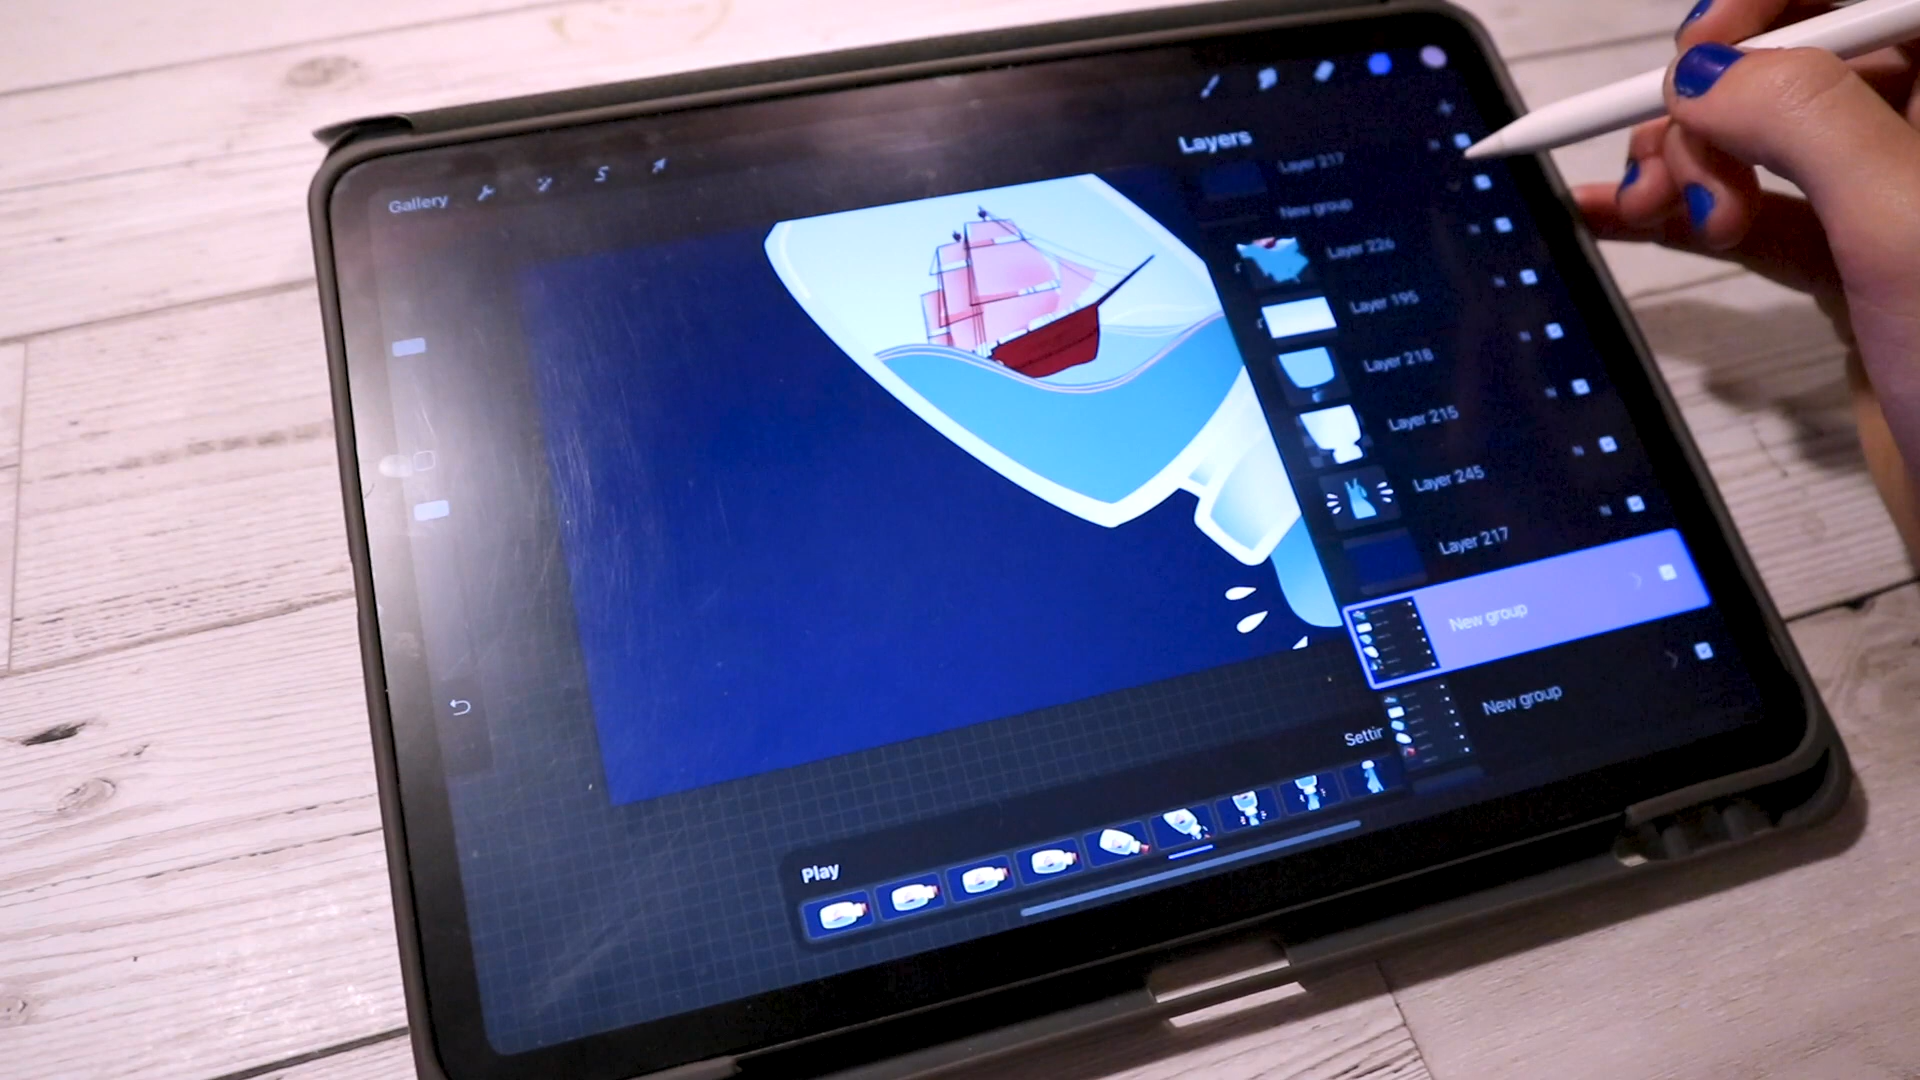 Gallery
Layers
Layer 217
New group
Layer 226
Layer 195
Layer 218
Layer 215
Layer 245
Layer 217
New group
New group
Settin
Play